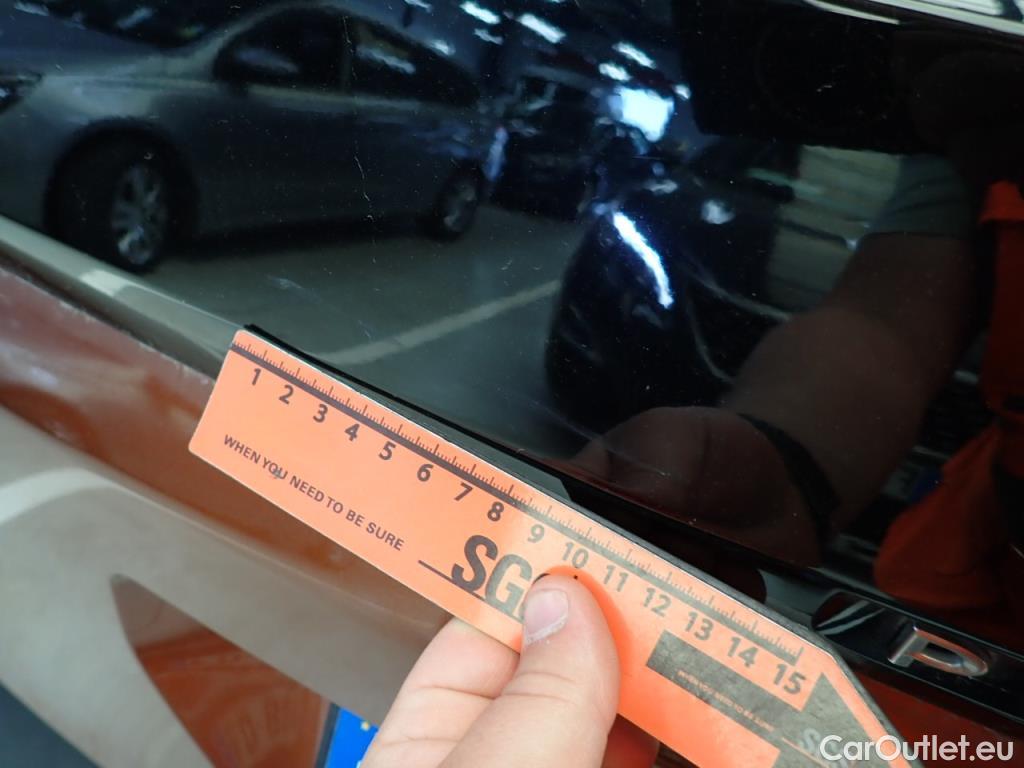 1 2 3 4 5 6 7 8 9 10 11 12 13 14 15
WHEN YOU NEED TO BE SURE
SG
P
CarOutlet.eu